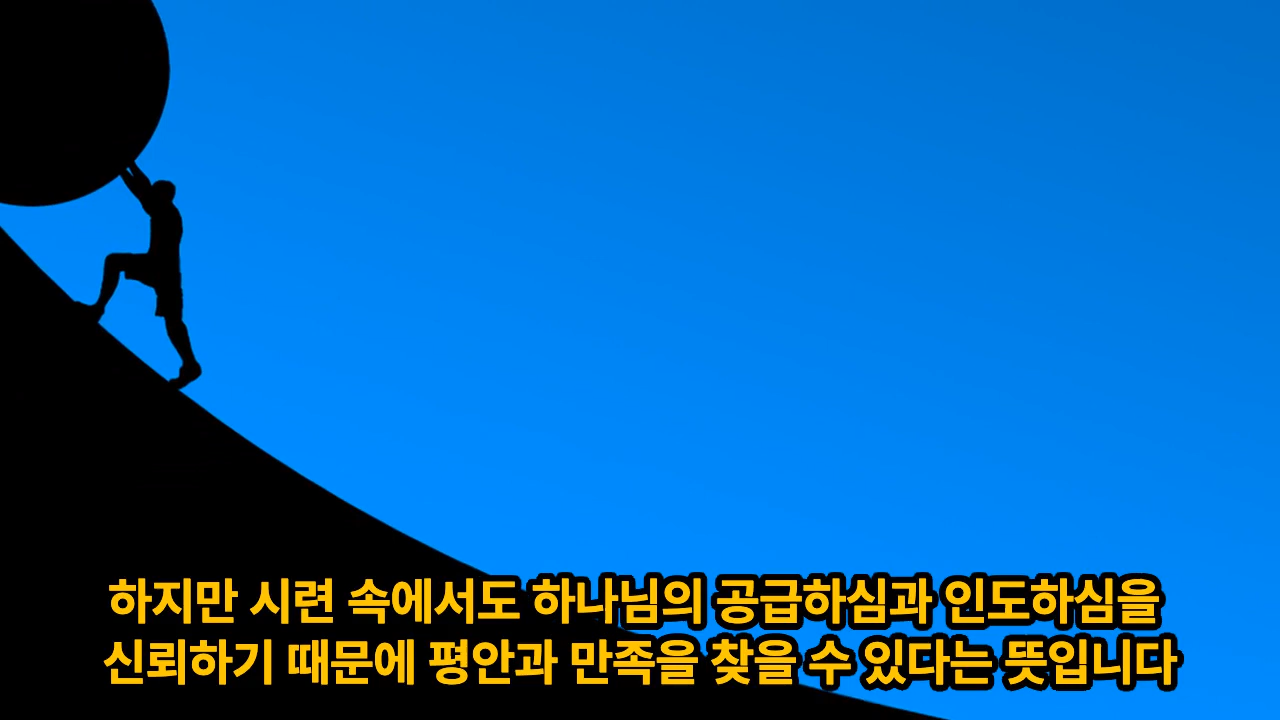 하지만 시련 속에서도 하나님의 공급하심과 인도하심을
신뢰하기 때문에 평안과 만족을 찾을 수 있다는 뜻입니다